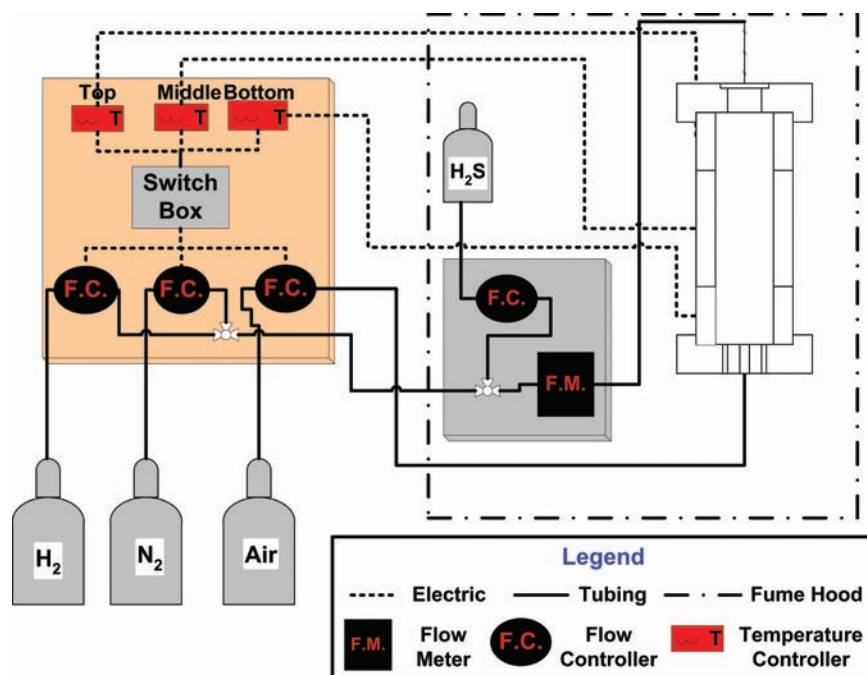 Top Middle Bottom
T T T
H2S
Switch
Box
F.C. F.C. F.C. F.C.
F.M.
H2 N2 Air
Legend
Electric Tubing Fume Hood
F.M. Flow
Meter
F.C. Flow
Controller
T Temperature
Controller